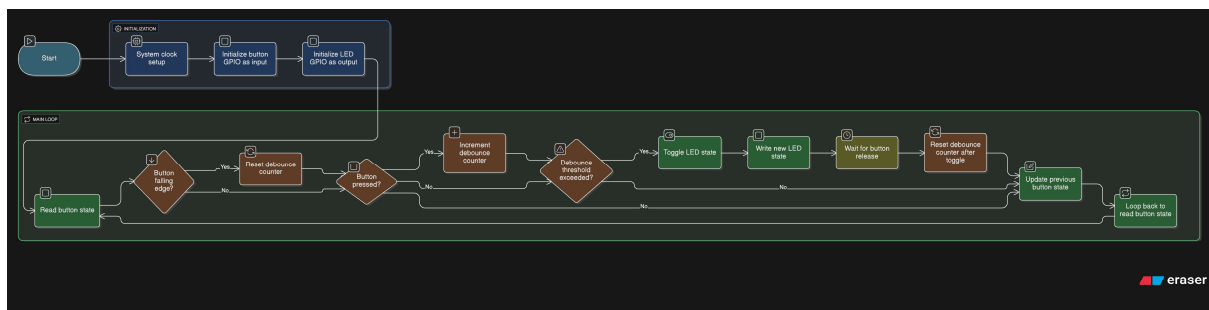 INITIALIZATION
Start
System clock
setup
Initialize button
GPIO as input
Initialize LED
GPIO as output
MAIN LOOP
Read button state
Button
falling
edge?
Yes
No
Reset debounce
counter
Button
pressed?
Yes
No
No
Increment
debounce
counter
Debounce
threshold
exceeded?
Yes
No
Toggle LED state
Write new LED
state
Wait for button
release
Reset debounce
counter after
toggle
Update previous
button state
Loop back to
read button state
eraser